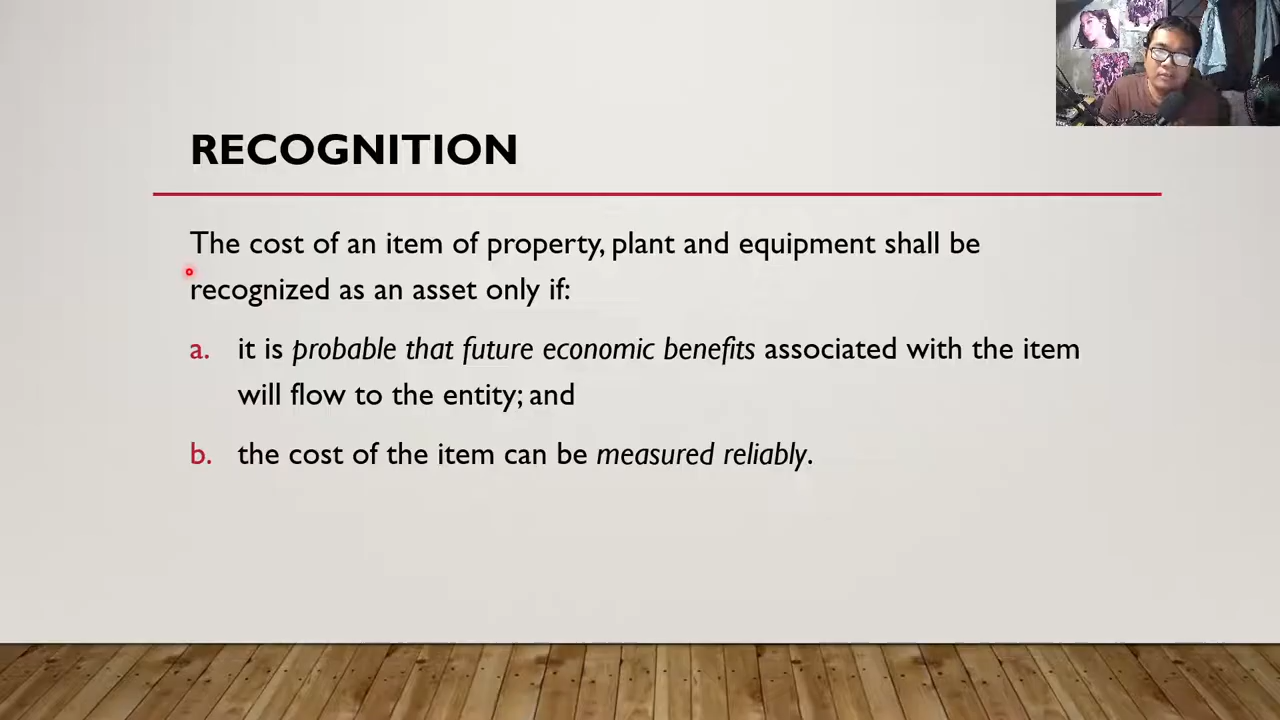 RECOGNITION
The cost of an item of property, plant and equipment shall be
recognized as an asset only if:
a. it is probable that future economic benefits associated with the item
will flow to the entity; and
b. the cost of the item can be measured reliably.